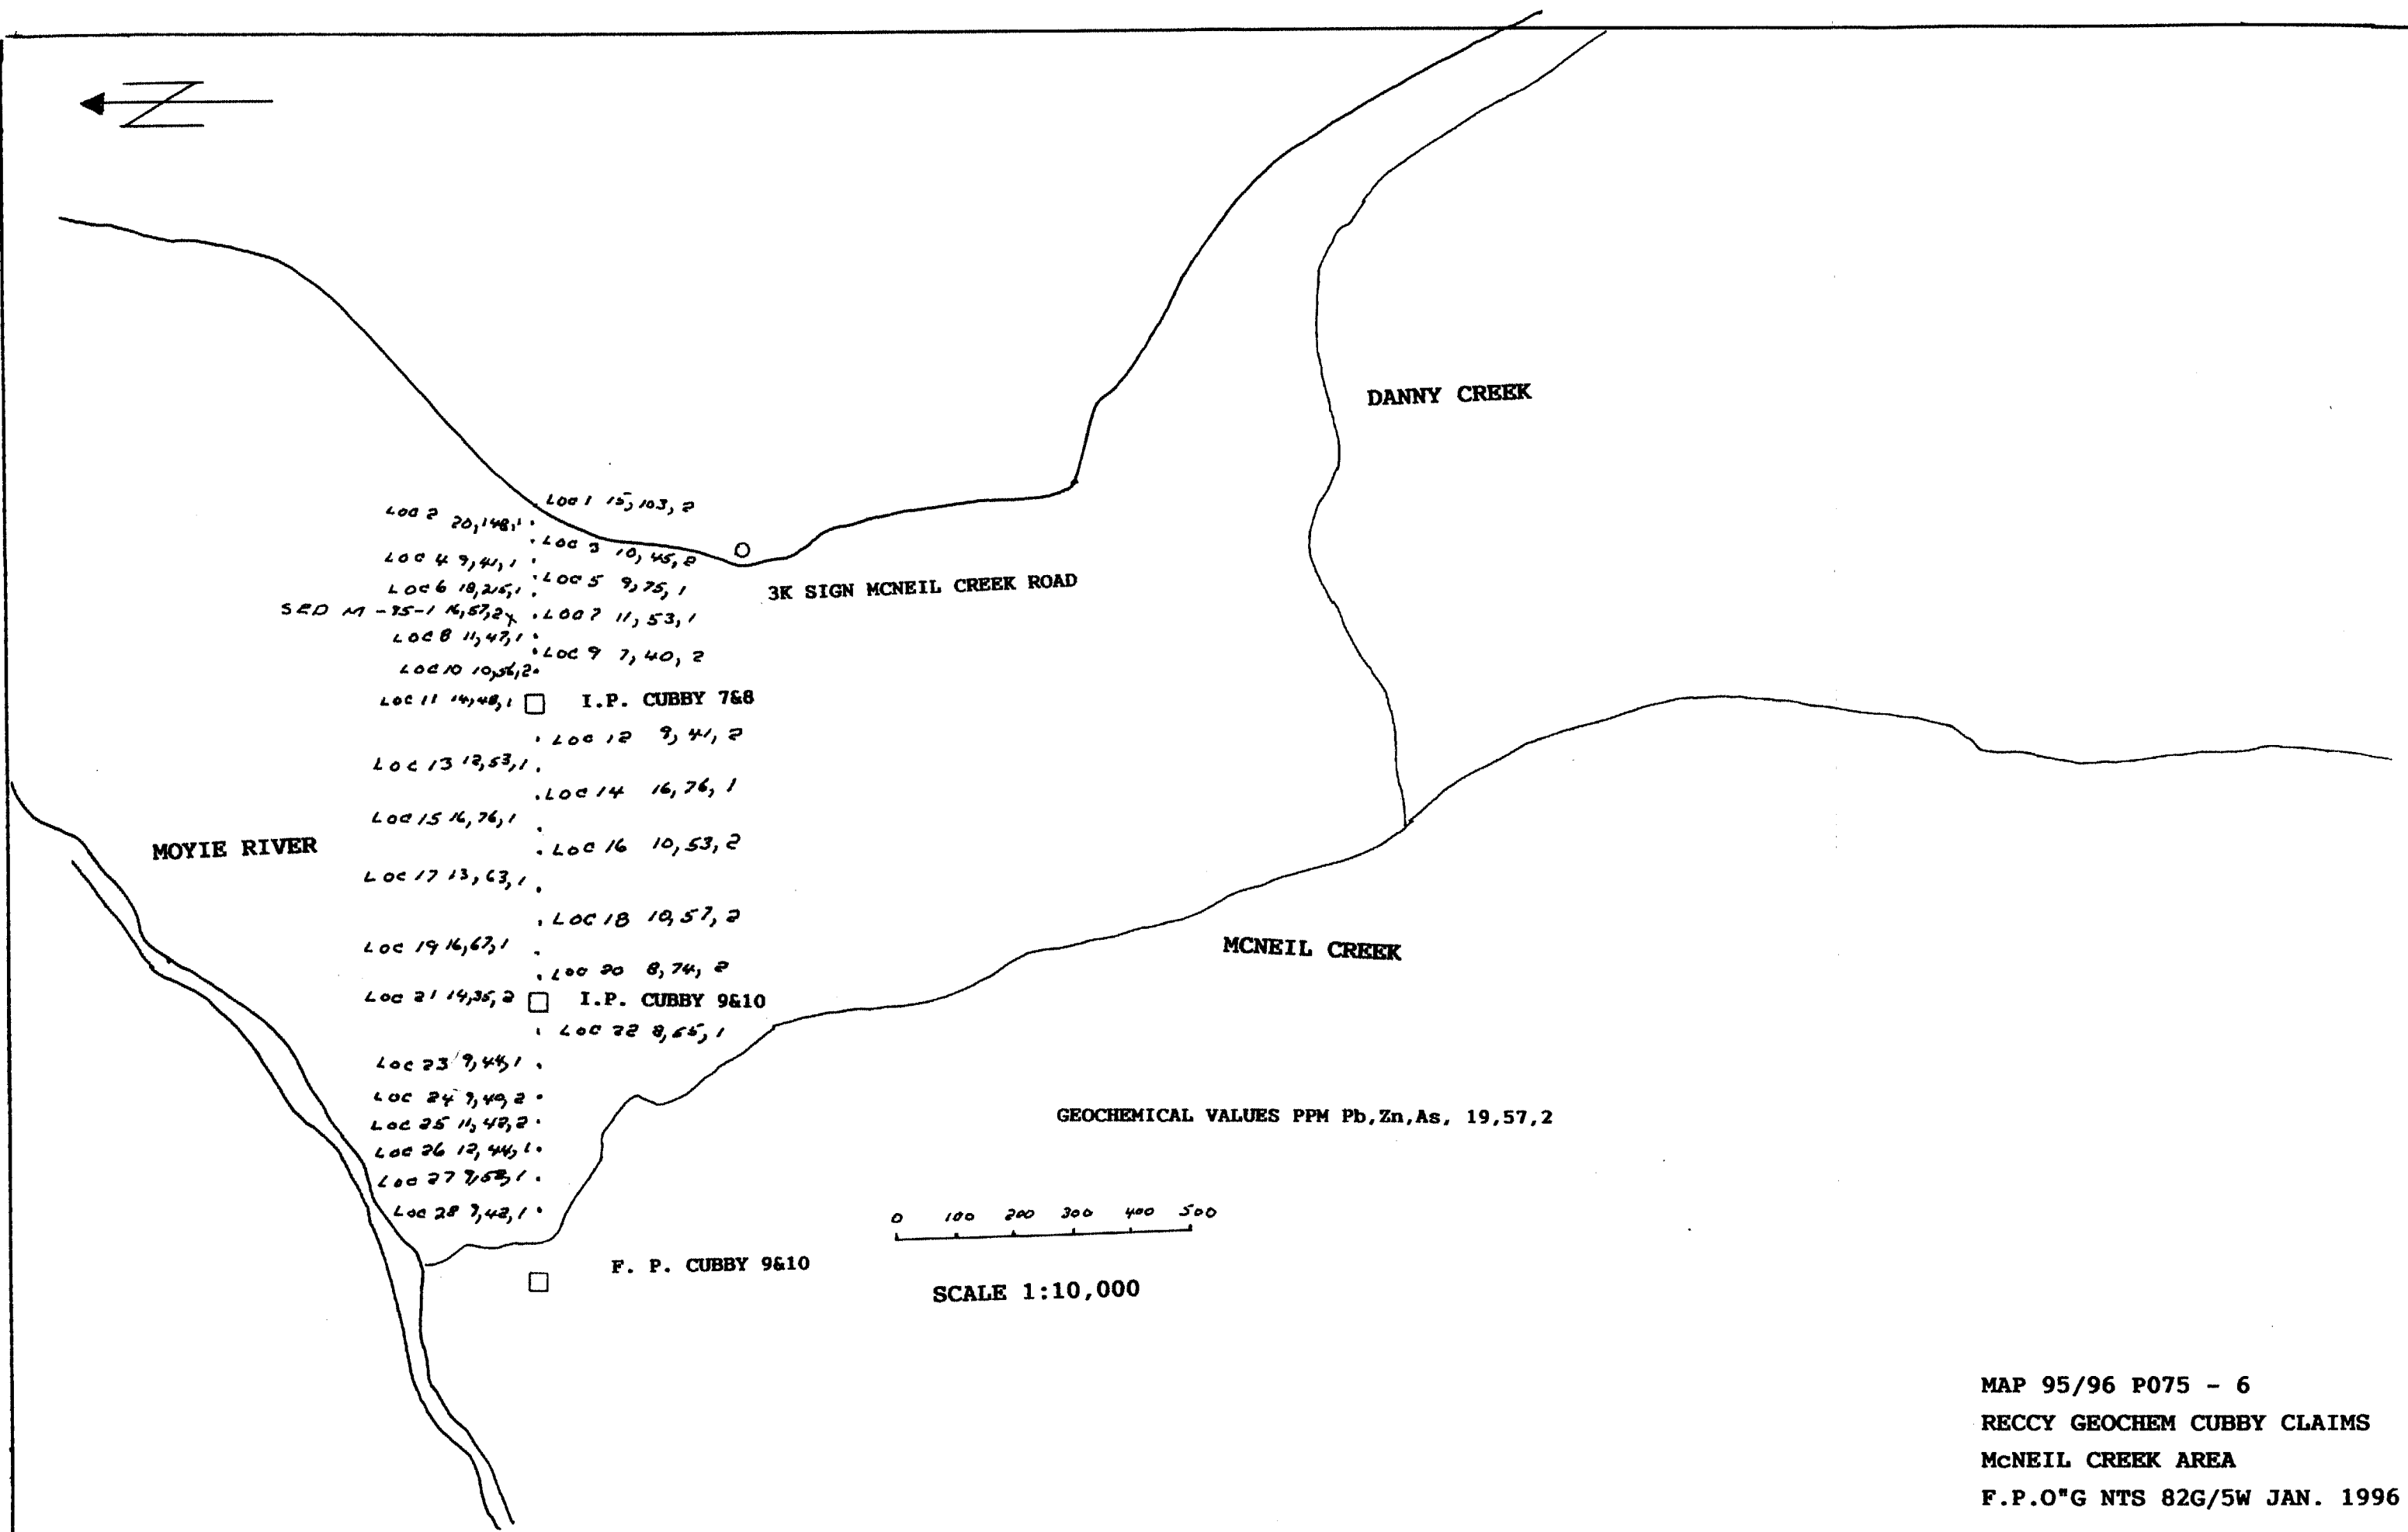 N
DANNY CREEK
LOC 1 15,103,2
LOC 2 20,148,1
LOC 3 10,45,2
LOC 4 9,41,1
LOC 5 9,75,1
LOC 6 18,215,1
3K SIGN MCNEIL CREEK ROAD
SED M-95-1 16,57,2
LOC 7 11,53,1
LOC 8 11,47,1
LOC 9 7,40,2
LOC 10 10,56,2
LOC 11 14,48,1
I.P. CUBBY 7&8
LOC 12 9,41,2
LOC 13 12,53,1
LOC 14 16,76,1
LOC 15 16,76,1
MOYIE RIVER
LOC 16 10,53,2
LOC 17 13,63,1
LOC 18 10,57,2
LOC 19 16,67,1
MCNEIL CREEK
LOC 20 8,74,2
LOC 21 14,35,2
I.P. CUBBY 9&10
LOC 22 8,65,1
LOC 23 9,44,1
LOC 24 9,40,2
LOC 25 11,42,2
GEOCHEMICAL VALUES PPM Pb,Zn,As, 19,57,2
LOC 26 12,44,1
LOC 27
LOC 28 9,42,1
0 100 200 300 400 500
F. P. CUBBY 9&10
SCALE 1:10,000
MAP 95/96 P075 - 6
RECCY GEOCHEM CUBBY CLAIMS
McNEIL CREEK AREA
F.P.O"G NTS 82G/5W JAN. 1996